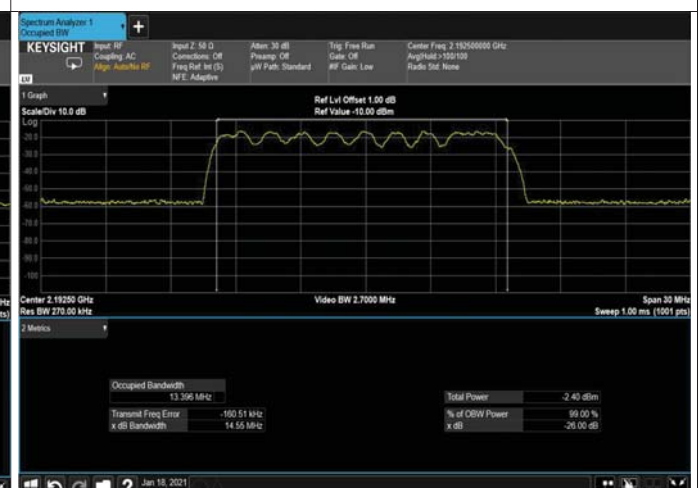 Spectrum Analyzer 1
Occupied BW
+
KEYSIGHT
Input: RF
Coupling: AC
Align: Auto/No RF
Input Z: 50 Ω
Corrections: Off
Freq Ref: Int (S)
NFE: Adaptive
Atten: 30 dB
Preamp: Off
µW Path: Standard
Trig: Free Run
Gate: Off
#IF Gain: Low
Center Freq: 2.192500000 GHz
Avg|Hold:>100/100
Radio Std: None
1 Graph
Scale/Div 10.0 dB
Ref Lvl Offset 1.00 dB
Ref Value -10.00 dBm
Log
-20.0
-30.0
-40.0
-50.0
-60.0
-70.0
-80.0
-90.0
-100
Center 2.19250 GHz
Video BW 2.7000 MHz
Span 30 MHz
Res BW 270.00 kHz
Sweep 1.00 ms (1001 pts)
Hz
ts)
2 Metrics
Occupied Bandwidth
13.396 MHz
Total Power -2.40 dBm
Transmit Freq Error -160.51 kHz
% of OBW Power 99.00 %
x dB Bandwidth 14.55 MHz
x dB -26.00 dB
?
Jan 18, 2021